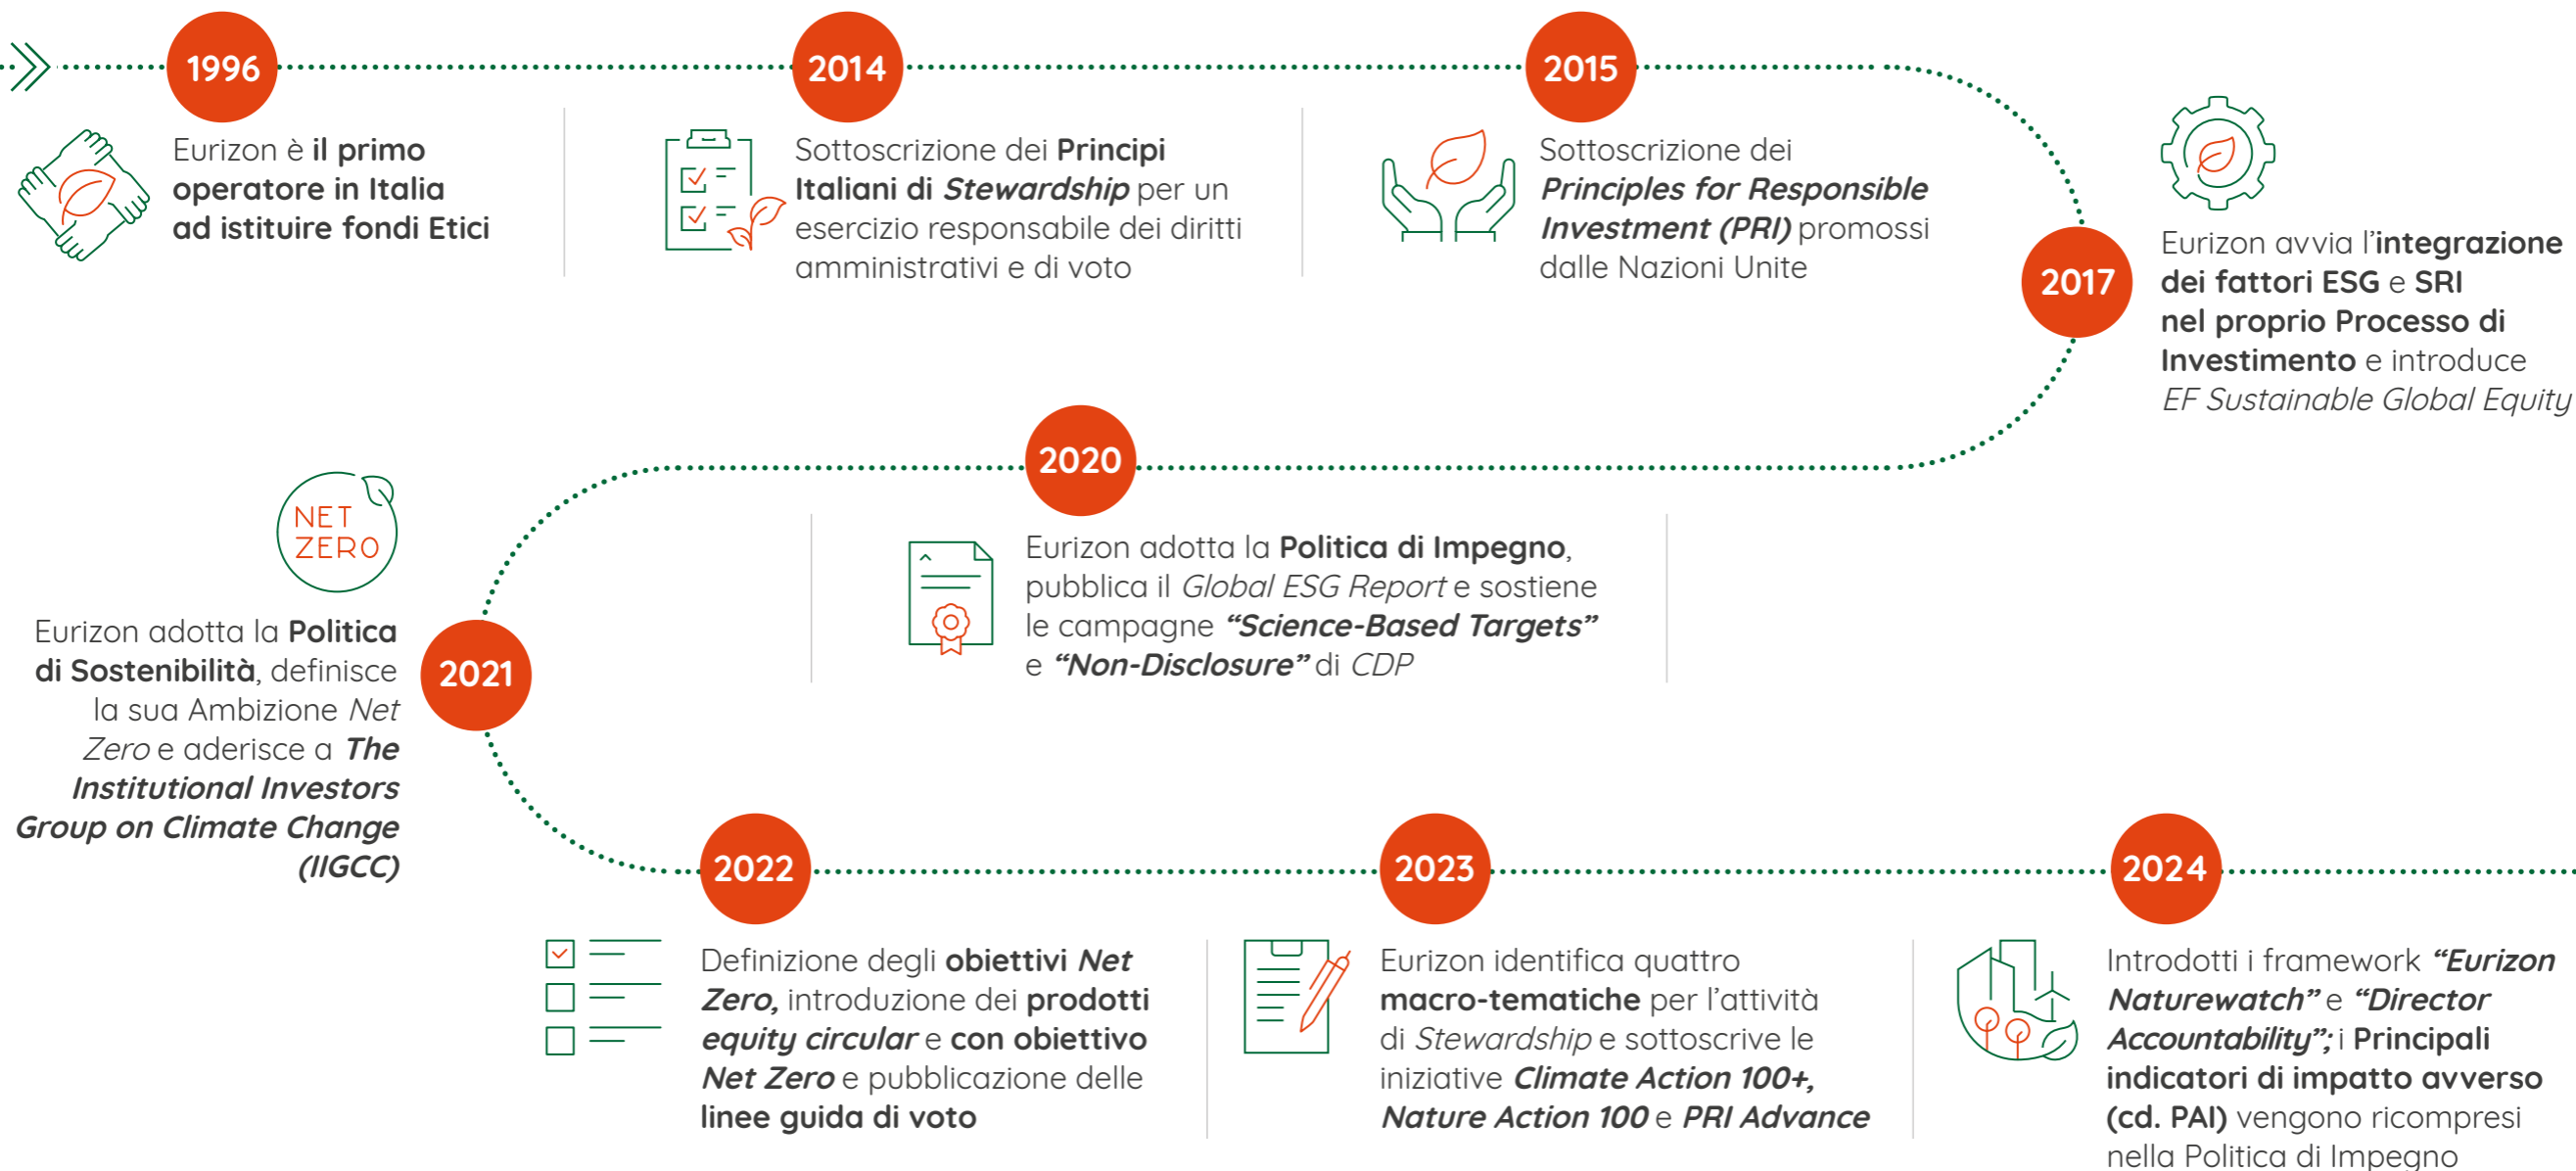 1996
Eurizon è il primo
operatore in Italia
ad istituire fondi Etici
2014
Sottoscrizione dei Principi
Italiani di Stewardship per un
esercizio responsabile dei diritti
amministrativi e di voto
2015
Sottoscrizione dei
Principles for Responsible
Investment (PRI) promossi
dalle Nazioni Unite
2017
Eurizon avvia l'integrazione
dei fattori ESG e SRI
nel proprio Processo di
Investimento e introduce
EF Sustainable Global Equity
2020
Eurizon adotta la Politica di Impegno,
pubblica il Global ESG Report e sostiene
le campagne “Science-Based Targets”
e “Non-Disclosure” di CDP
NET
ZERO
2021
Eurizon adotta la Politica
di Sostenibilità, definisce
la sua Ambizione Net
Zero e aderisce a The
Institutional Investors
Group on Climate Change
(IIGCC)
2022
Definizione degli obiettivi Net
Zero, introduzione dei prodotti
equity circular e con obiettivo
Net Zero e pubblicazione delle
linee guida di voto
2023
Eurizon identifica quattro
macro-tematiche per l'attività
di Stewardship e sottoscrive le
iniziative Climate Action 100+,
Nature Action 100 e PRI Advance
2024
Introdotti i framework “Eurizon
Naturewatch” e “Director
Accountability”; i Principali
indicatori di impatto avverso
(cd. PAI) vengono ricompresi
nella Politica di Impegno